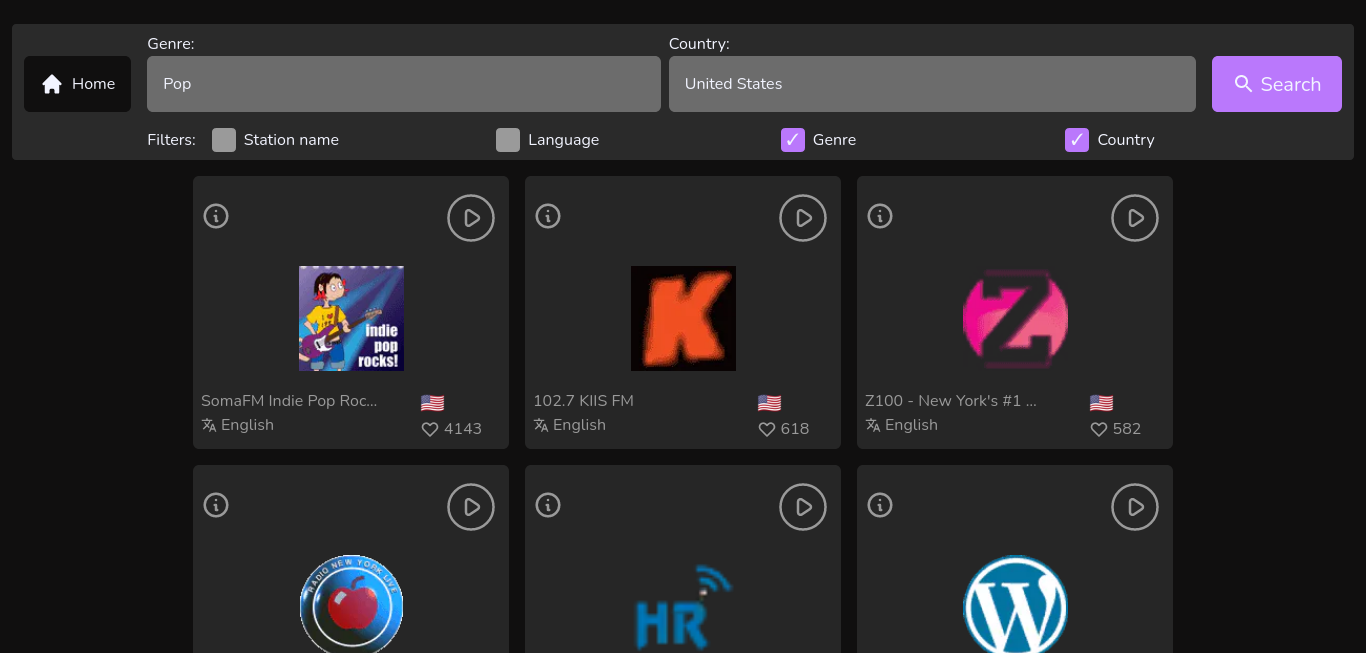 Genre:
Country:
Home
Pop
United States
Search
Filters:
Station name
Language
✓ Genre
✓ Country
indie
pop
rocks!
K
Z
SomaFM Indie Pop Roc...
English
4143
102.7 KIIS FM
English
618
Z100 - New York's #1 ...
English
582
RADIO NEW YORK LIVE
HR
W